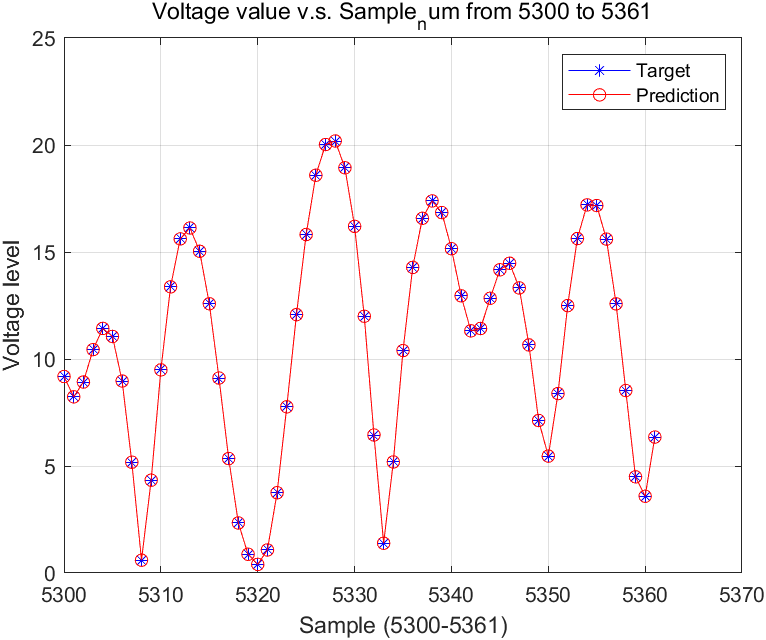 Voltage value v.s. Sample_num from 5300 to 5361
25
20
15
10
5
0
Voltage level
Target
Prediction
5300 5310 5320 5330 5340 5350 5360 5370
Sample (5300-5361)